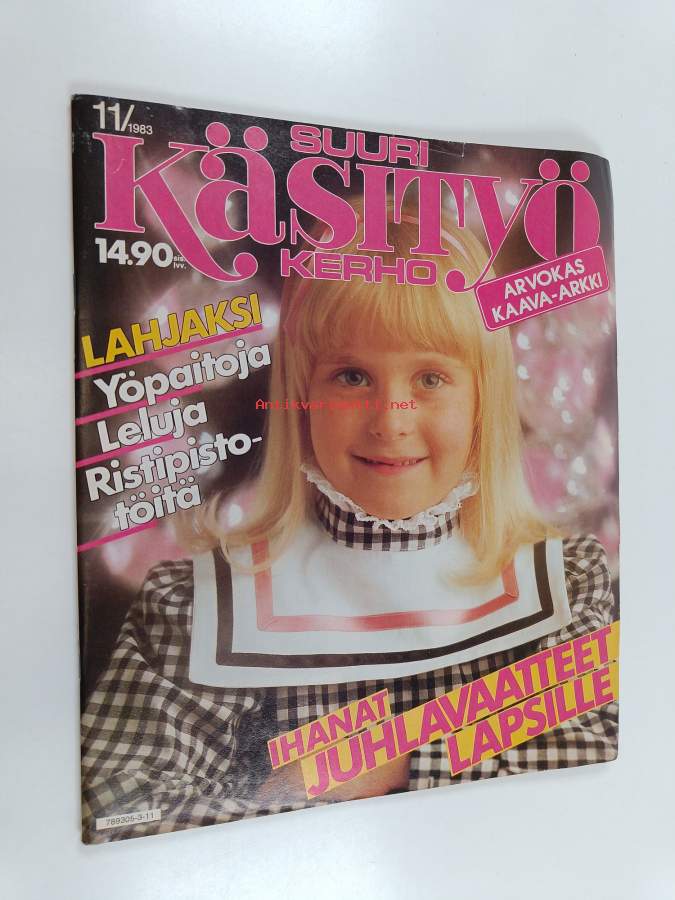 11/1983
SUURI
KÄSITYÖ
KERHO
14.90 sis. lvv.
ARVOKAS
KAAVA-ARKKI
LAHJAKSI
Yöpaitoja
Leluja
Ristipisto-
töitä
Antikvariaatti.net
IHANAT
JUHLAVAATTEET
LAPSILLE
789305-3-11